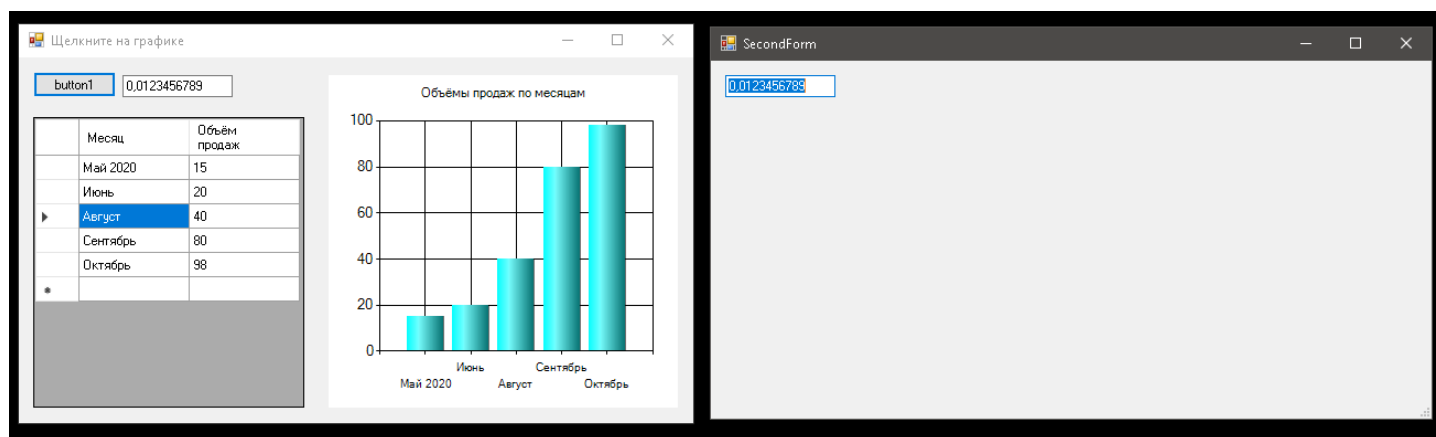 Щелкните на графике
button1
0,0123456789
Месяц
Объём
продаж
Май 2020
15
Июнь
20
Август
40
Сентябрь
80
Октябрь
98
Объёмы продаж по месяцам
100
80
60
40
20
0
Июнь
Сентябрь
Май 2020
Август
Октябрь
SecondForm
0,0123456789